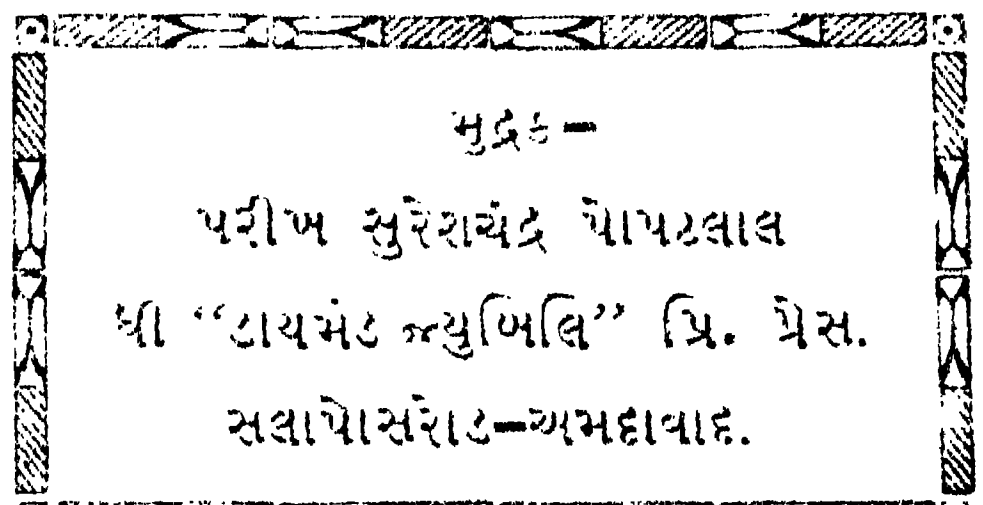 મુદ્રક—
પરીખ સુરેશચંદ્ર પોપટલાલ
ધી “ડાયમંડ જ્યુબિલિ” પ્રિ. પ્રેસ.
સલાપોસરોડ—અમદાવાદ.